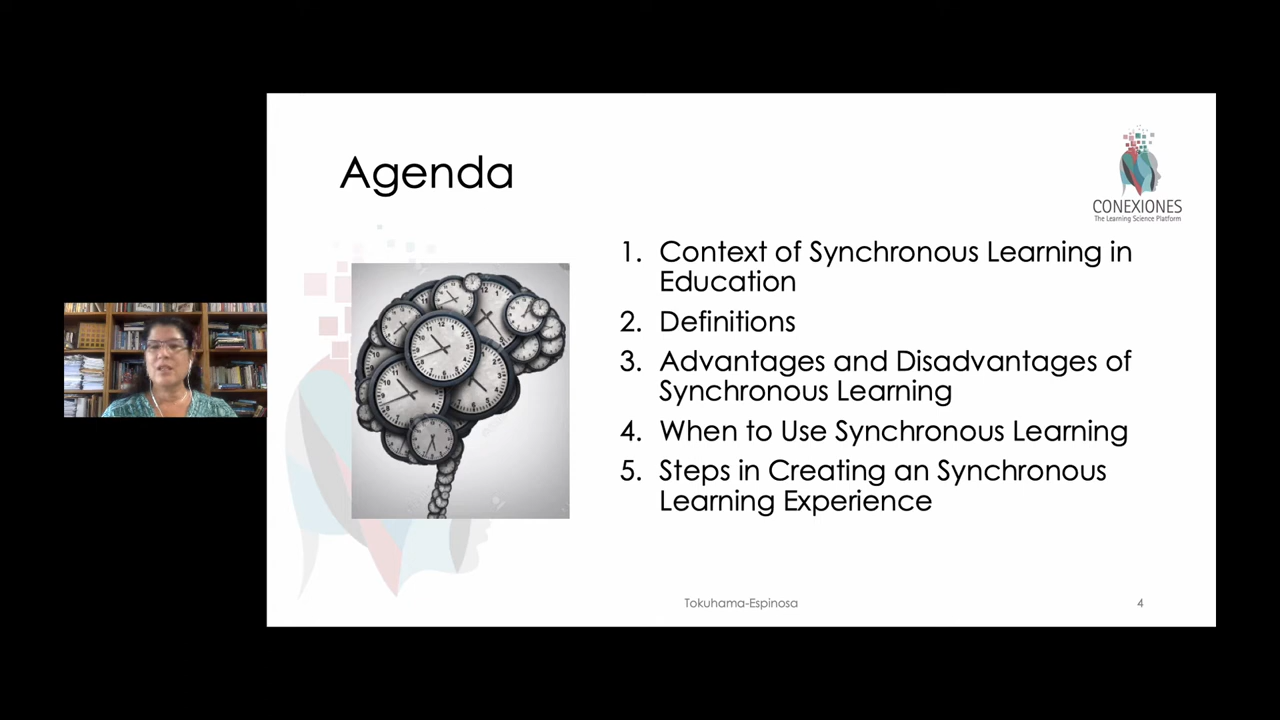 Agenda
CONEXIONES
The Learning Science Platform
1. Context of Synchronous Learning in
Education
2. Definitions
3. Advantages and Disadvantages of
Synchronous Learning
4. When to Use Synchronous Learning
5. Steps in Creating an Synchronous
Learning Experience
Tokuhama-Espinosa
4